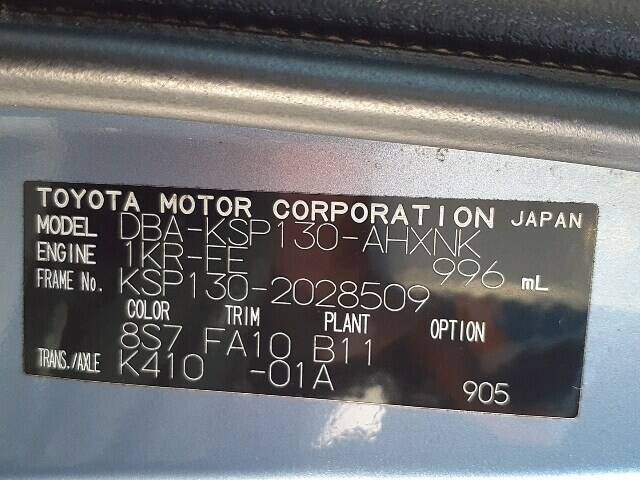 TOYOTA MOTOR CORPORATION JAPAN
MODEL DBA-KSP130-AHXNK
ENGINE 1KR-FE 996 mL
FRAME No. KSP130-2028509
COLOR TRIM PLANT OPTION
8S7 FA10 B11
TRANS./AXLE K410 -01A
905